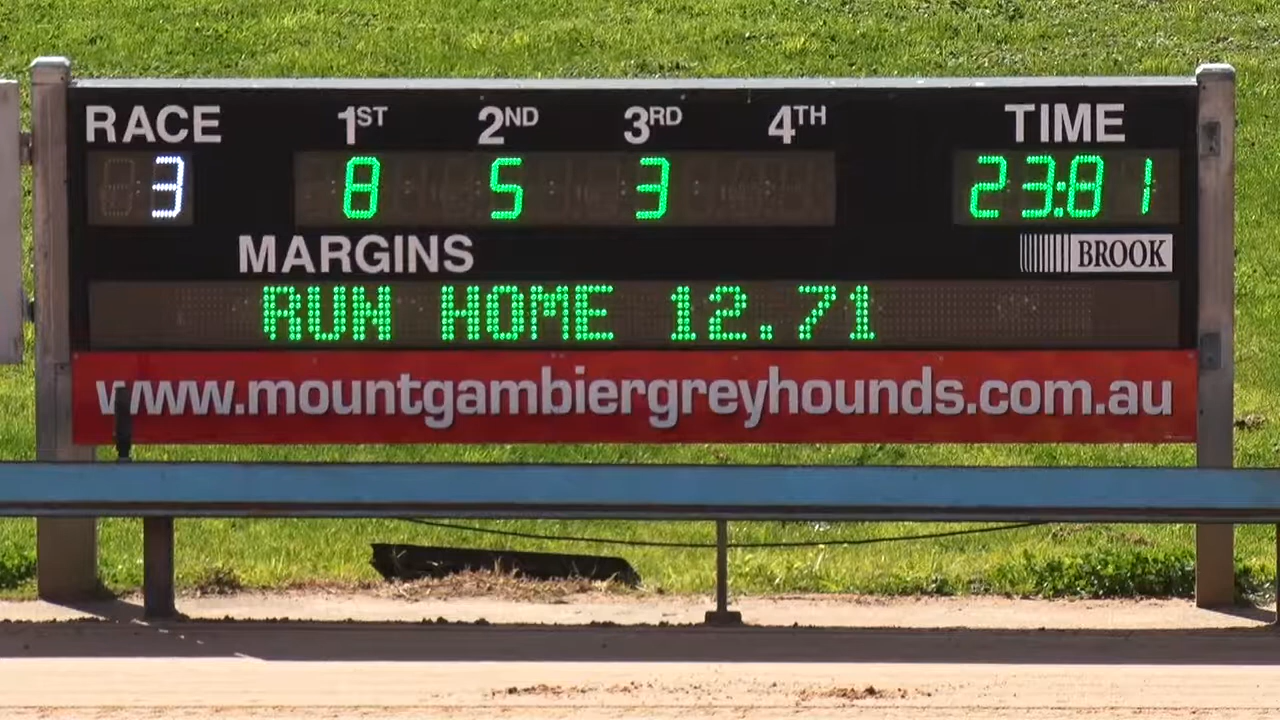 RACE 1ST 2ND 3RD 4TH TIME
3 8 5 3 23:81
MARGINS BROOK
RUN HOME 12.71
www.mountgambiergreyhounds.com.au